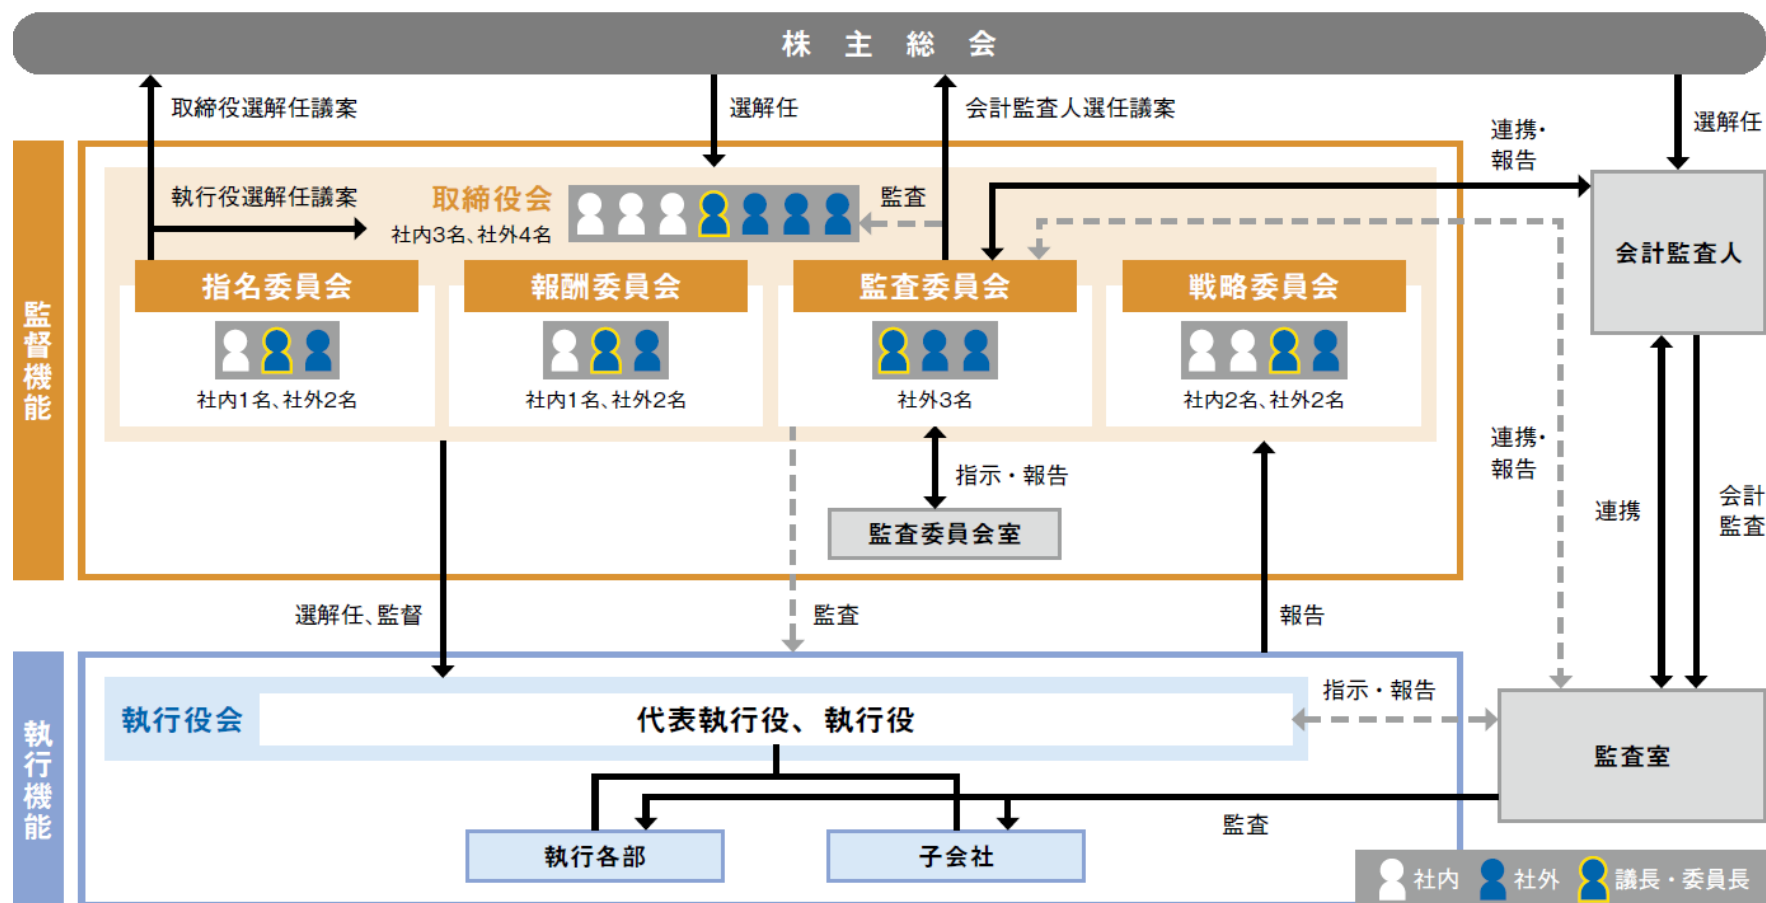 株主総会
取締役選解任議案
選解任
会計監査人選任議案
連携・
報告
選解任
監督機能
執行役選解任議案
取締役会
社内3名、社外4名
監査
会計監査人
指名委員会
報酬委員会
監査委員会
戦略委員会
社内1名、社外2名
社内1名、社外2名
社外3名
社内2名、社外2名
指示・報告
監査委員会室
連携・
報告
連携
会計
監査
選解任、監督
監査
報告
執行機能
執行役会
代表執行役、執行役
指示・報告
監査室
監査
執行各部
子会社
社内
社外
議長・委員長